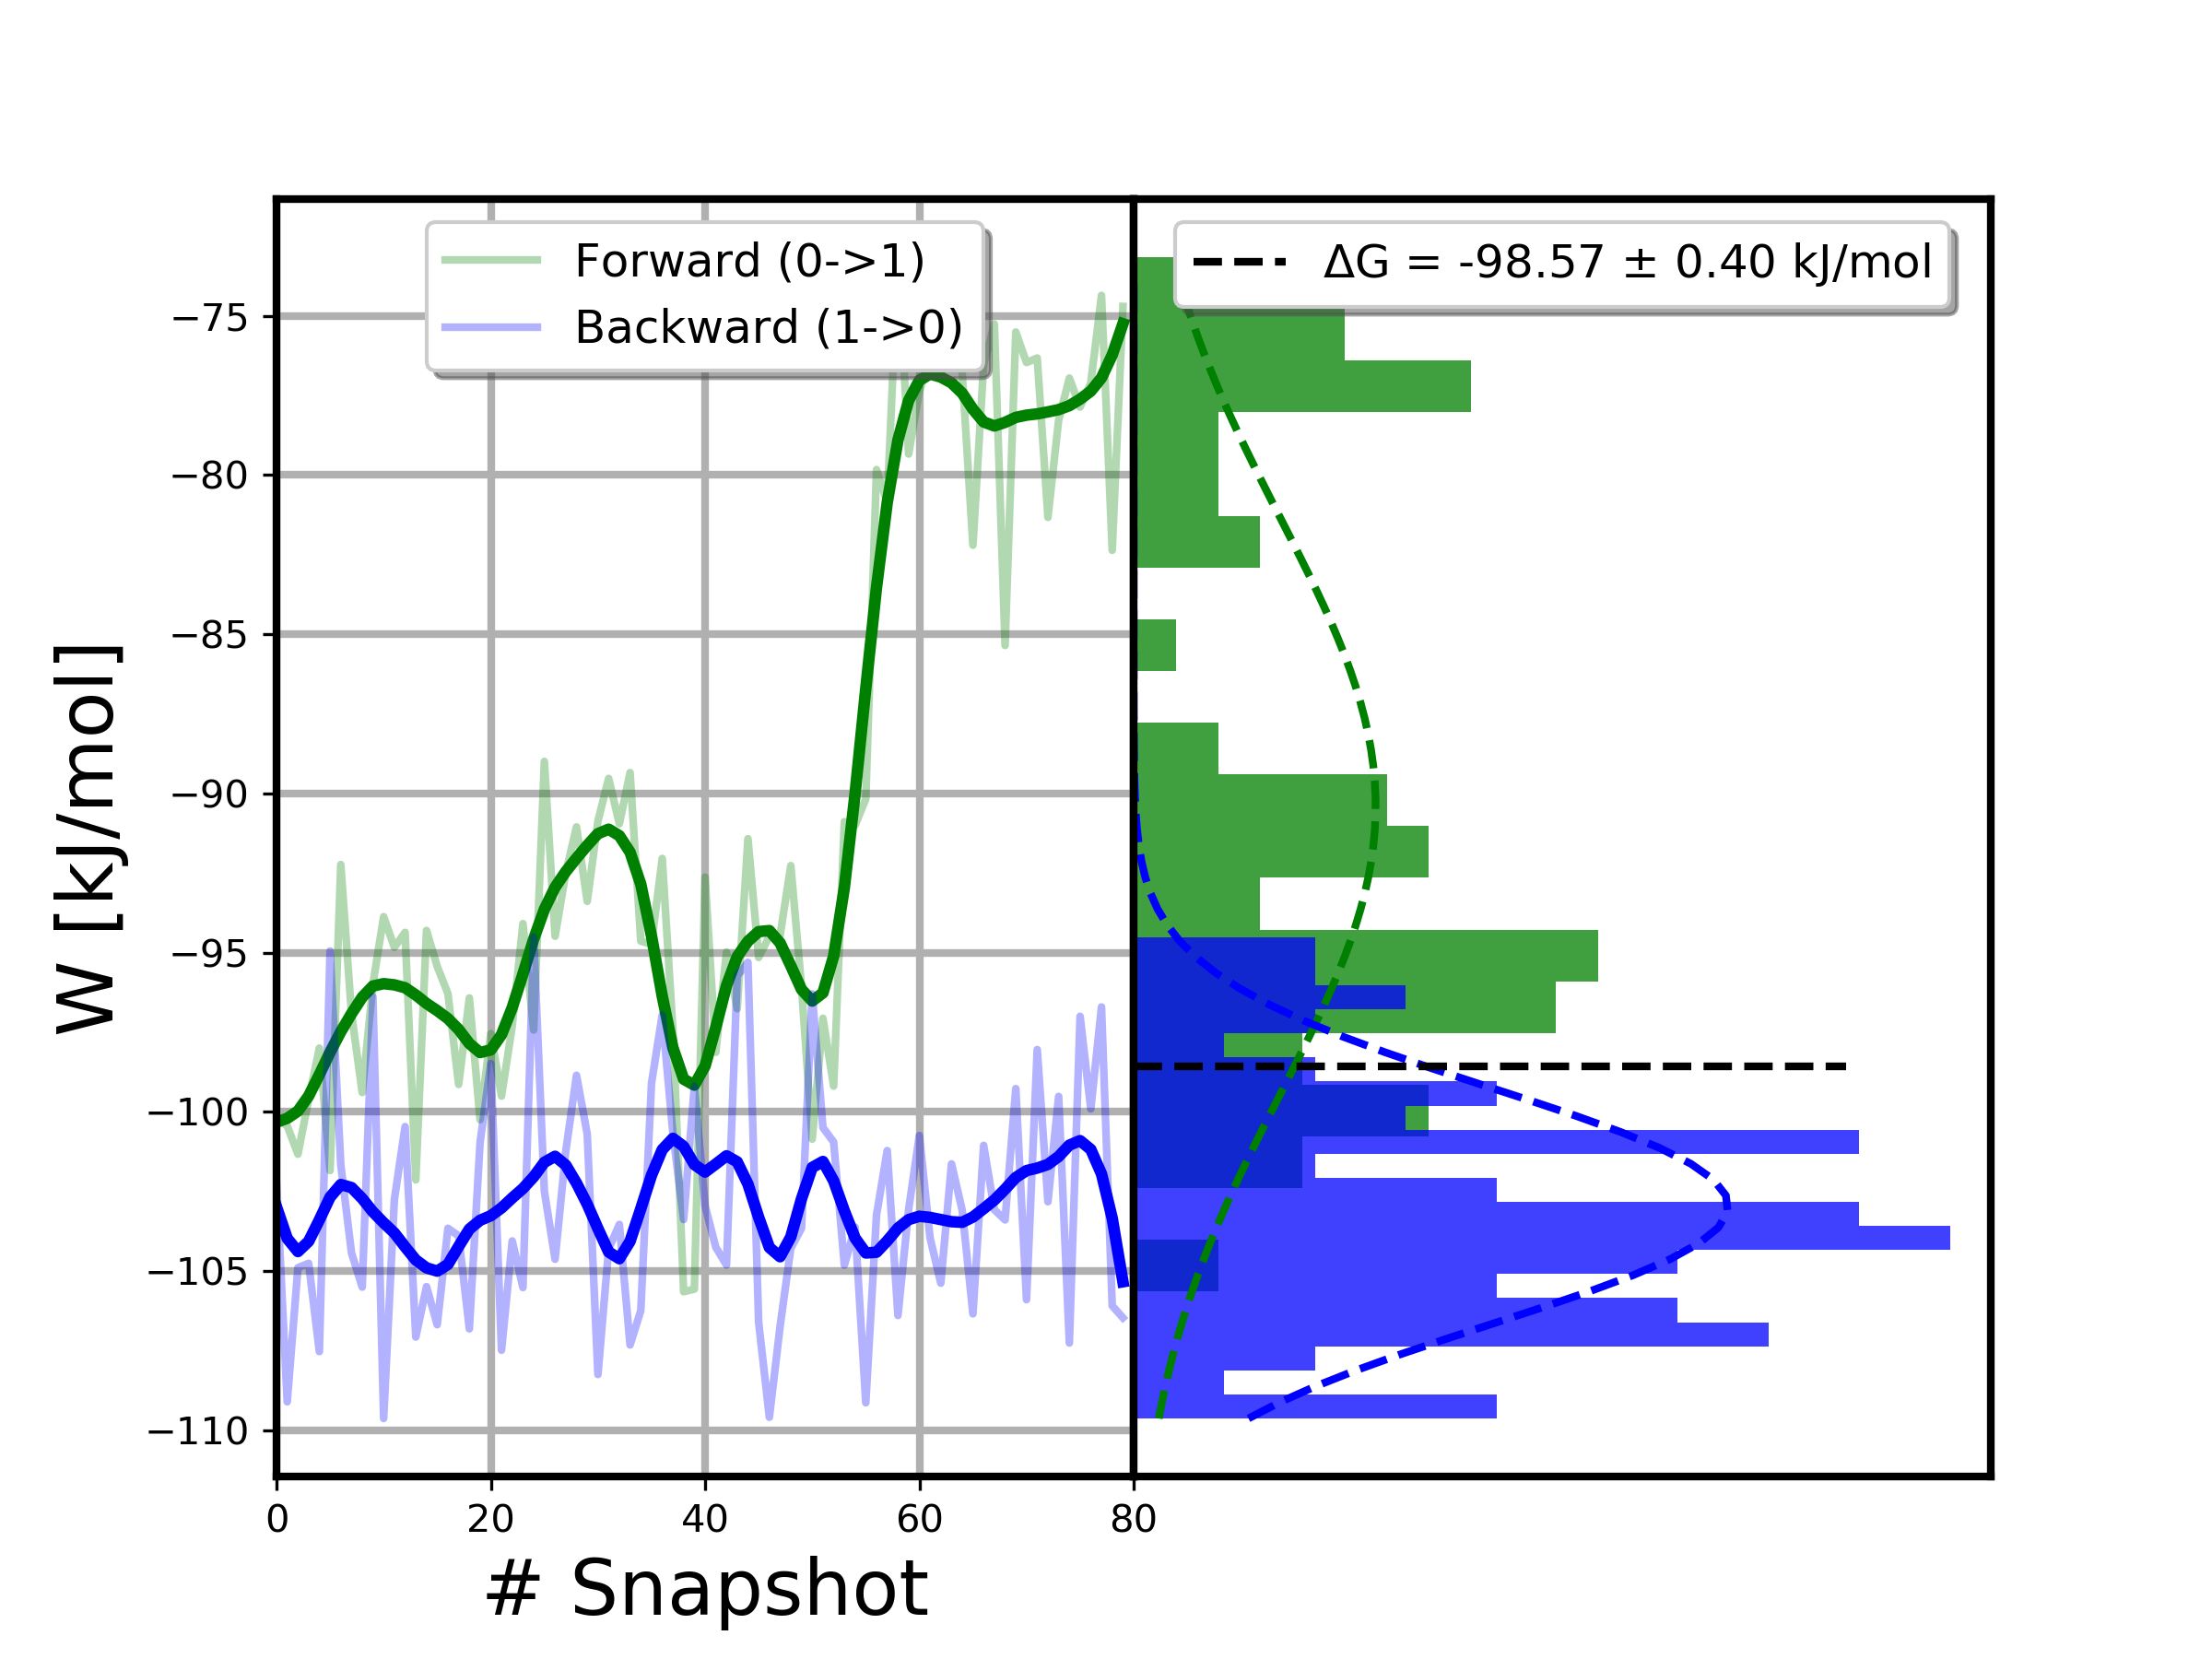 Forward (0->1)
Backward (1->0)
ΔG = -98.57 ± 0.40 kJ/mol
W [kJ/mol]
−75
−80
−85
−90
−95
−100
−105
−110
0 20 40 60 80
# Snapshot